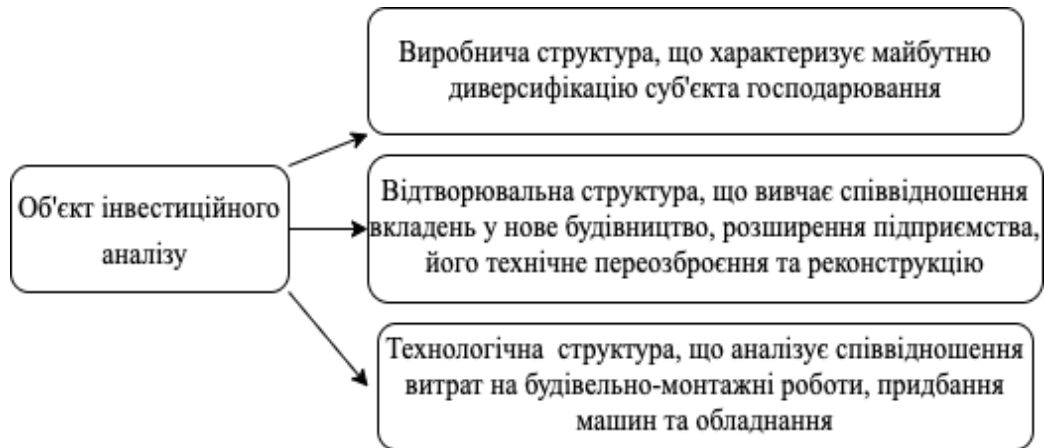 Виробнича структура, що характеризує майбутню
диверсифікацію суб'єкта господарювання
Об'єкт інвестиційного
аналізу
Відтворювальна структура, що вивчає співвідношення
вкладень у нове будівництво, розширення підприємства,
його технічне переозброєння та реконструкцію
Технологічна структура, що аналізує співвідношення
витрат на будівельно-монтажні роботи, придбання
машин та обладнання